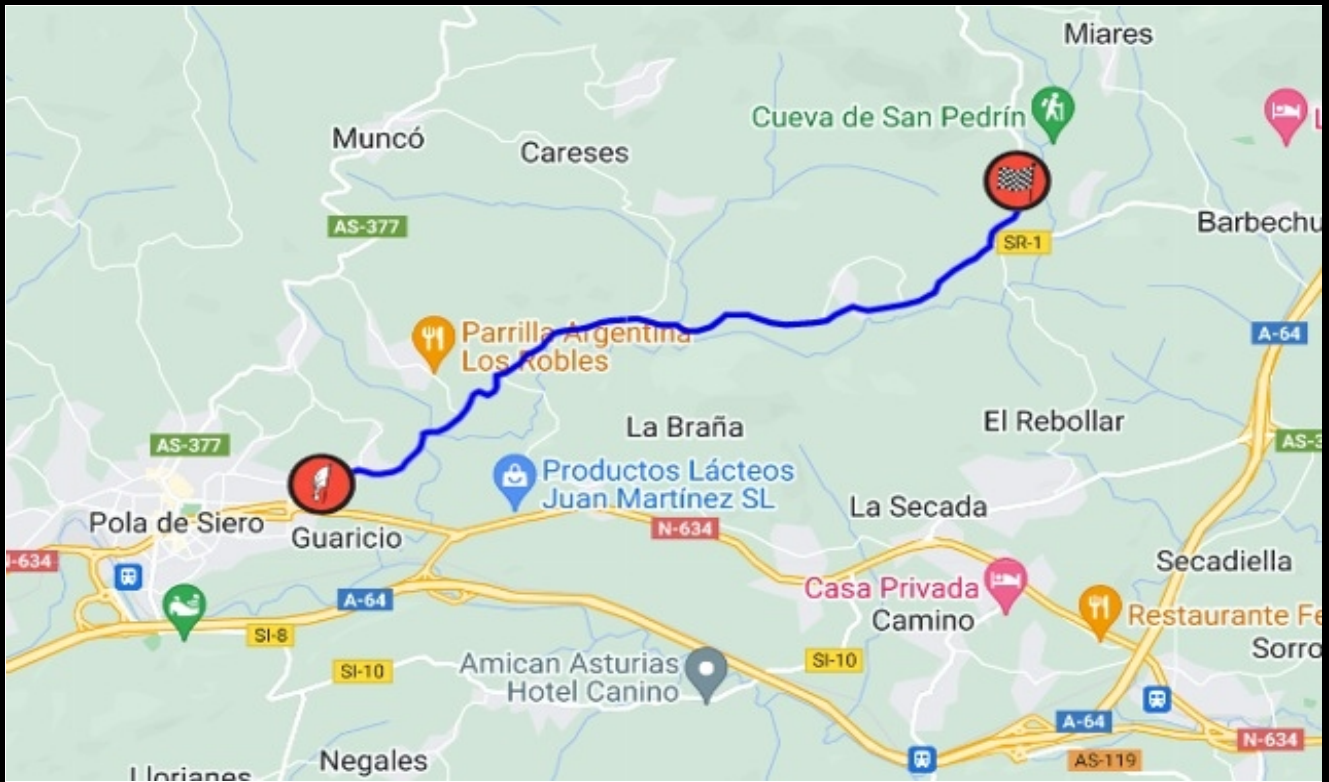 Miares
Cueva de San Pedrín
Muncó
Careses
AS-377
Barbechu
SR-1
Parrilla Argentina
Los Robles
A-64
La Braña
El Rebollar
AS-377
AS-3
Productos Lácteos
Juan Martínez SL
La Secada
Pola de Siero
Guaricio
N-634
N-634
Secadiella
Casa Privada
Camino
A-64
Restaurante Fe
SI-8
Sorro
SI-10
Amican Asturias
Hotel Canino
SI-10
A-64
N-634
Negales
AS-119
Llorianes